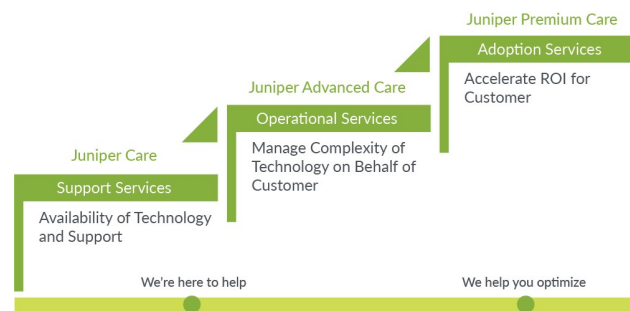 Juniper Premium Care
Adoption Services
Accelerate ROI for
Customer
Juniper Advanced Care
Operational Services
Manage Complexity of
Technology on Behalf of
Customer
Juniper Care
Support Services
Availability of Technology
and Support
We're here to help
We help you optimize